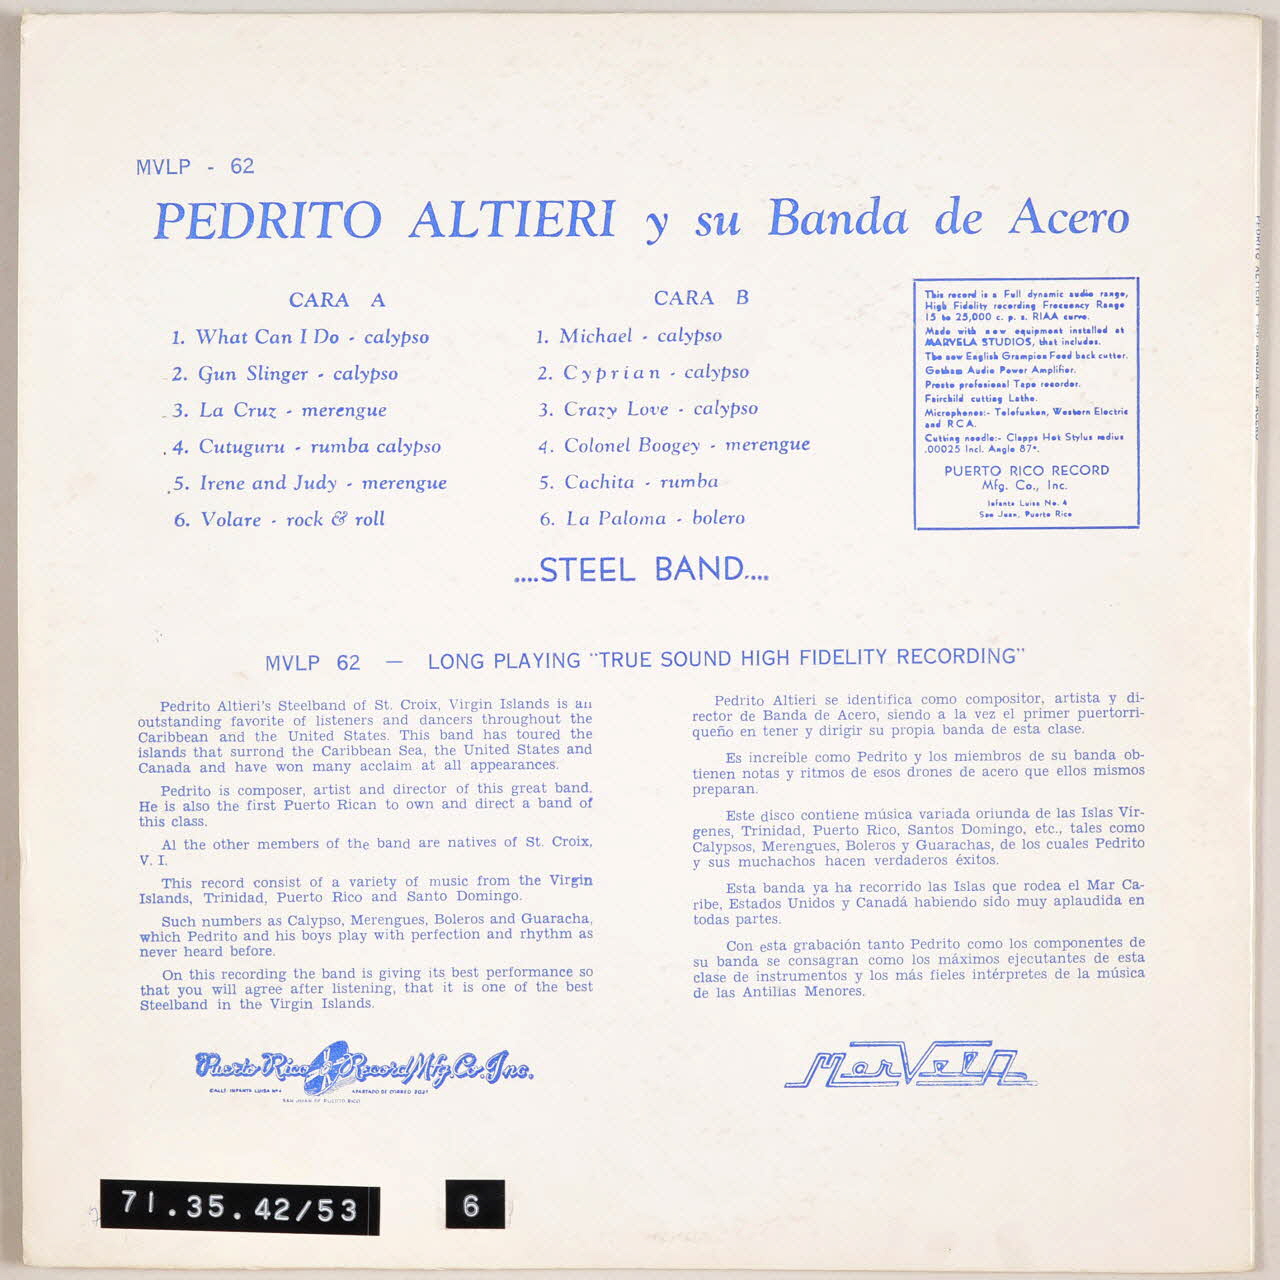 MVLP - 62
PEDRITO ALTIERI y su Banda de Acero
CARA A
1. What Can I Do - calypso
2. Gun Slinger - calypso
3. La Cruz - merengue
4. Cutuguru - rumba calypso
5. Irene and Judy - merengue
6. Volare - rock & roll
CARA B
1. Michael - calypso
2. Cyprian - calypso
3. Crazy Love - calypso
4. Colonel Boogey - merengue
5. Cachita - rumba
6. La Paloma - bolero
This record is a Full dynamic audio range,
High Fidelity recording Frecuency Range
15 to 25,000 c. p. s. RIAA curve.
Made with new equipment installed at
MARVELA STUDIOS, that includes.
The new English Grampion Feed back cutter.
Gotham Audio Power Amplifier.
Presto profesional Tape recorder.
Fairchild cutting Lathe.
Microphones:- Telefunken, Western Electric
and RCA.
Cutting needle:- Clapps Hot Stylus radius
.00025 Incl. Angle 87°.
PUERTO RICO RECORD
Mfg. Co., Inc.
Infanta Luisa No. 4
San Juan, Puerto Rico
....STEEL BAND....
MVLP 62 — LONG PLAYING "TRUE SOUND HIGH FIDELITY RECORDING"
Pedrito Altieri's Steelband of St. Croix, Virgin Islands is an
outstanding favorite of listeners and dancers throughout the
Caribbean and the United States. This band has toured the
islands that surrond the Caribbean Sea, the United States and
Canada and have won many acclaim at all appearances.
Pedrito is composer, artist and director of this great band.
He is also the first Puerto Rican to own and direct a band of
this class.
Al the other members of the band are natives of St. Croix,
V. I.
This record consist of a variety of music from the Virgin
Islands, Trinidad, Puerto Rico and Santo Domingo.
Such numbers as Calypso, Merengues, Boleros and Guaracha,
which Pedrito and his boys play with perfection and rhythm as
never heard before.
On this recording the band is giving its best performance so
that you will agree after listening, that it is one of the best
Steelband in the Virgin Islands.
Pedrito Altieri se identifica como compositor, artista y di-
rector de Banda de Acero, siendo a la vez el primer puertorri-
queño en tener y dirigir su propia banda de esta clase.
Es increíble como Pedrito y los miembros de su banda ob-
tienen notas y ritmos de esos drones de acero que ellos mismos
preparan.
Este disco contiene música variada oriunda de las Islas Vír-
genes, Trinidad, Puerto Rico, Santos Domingo, etc., tales como
Calypsos, Merengues, Boleros y Guarachas, de los cuales Pedrito
y sus muchachos hacen verdaderos éxitos.
Esta banda ya ha recorrido las Islas que rodea el Mar Ca-
ribe, Estados Unidos y Canadá habiendo sido muy aplaudida en
todas partes.
Con esta grabación tanto Pedrito como los componentes de
su banda se consagran como los máximos ejecutantes de esta
clase de instrumentos y los más fieles intérpretes de la música
de las Antillas Menores.
Puerto Rico Record Mfg. Co. Inc.
CALLE INFANTA LUISA Nº 4 APARTADO DE CORREO
SAN JUAN DE PUERTO RICO
Marvela
71.35.42/53
6
PEDRITO ALTIERI Y SU BANDA DE ACERO